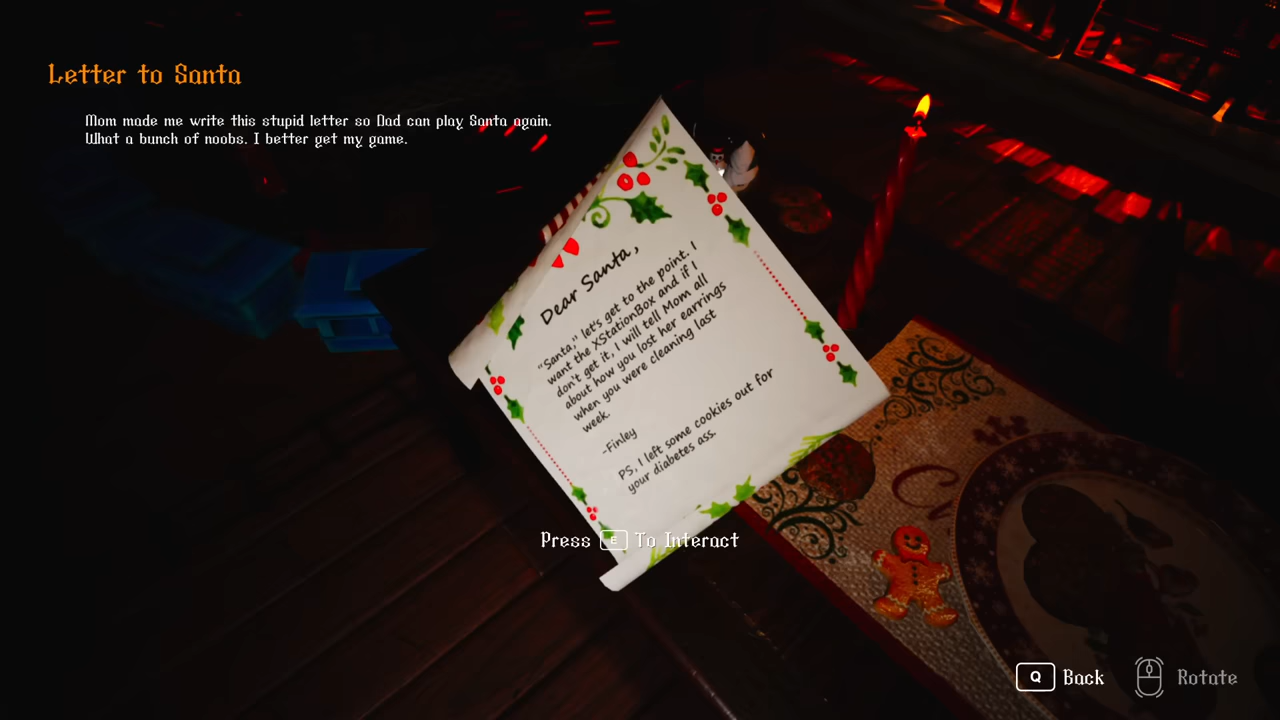 Letter to Santa
Mom made me write this stupid letter so Dad can play Santa again.
What a bunch of noobs. I better get my game.
Dear Santa,
"Santa," let's get to the point. I
want the XStationBox and if I
don't get it, I will tell Mom all
about how you lost her earrings
when you were cleaning last
week.
-Finley
PS, I left some cookies out for
your diabetes ass.
Press E To Interact
Q Back
Rotate